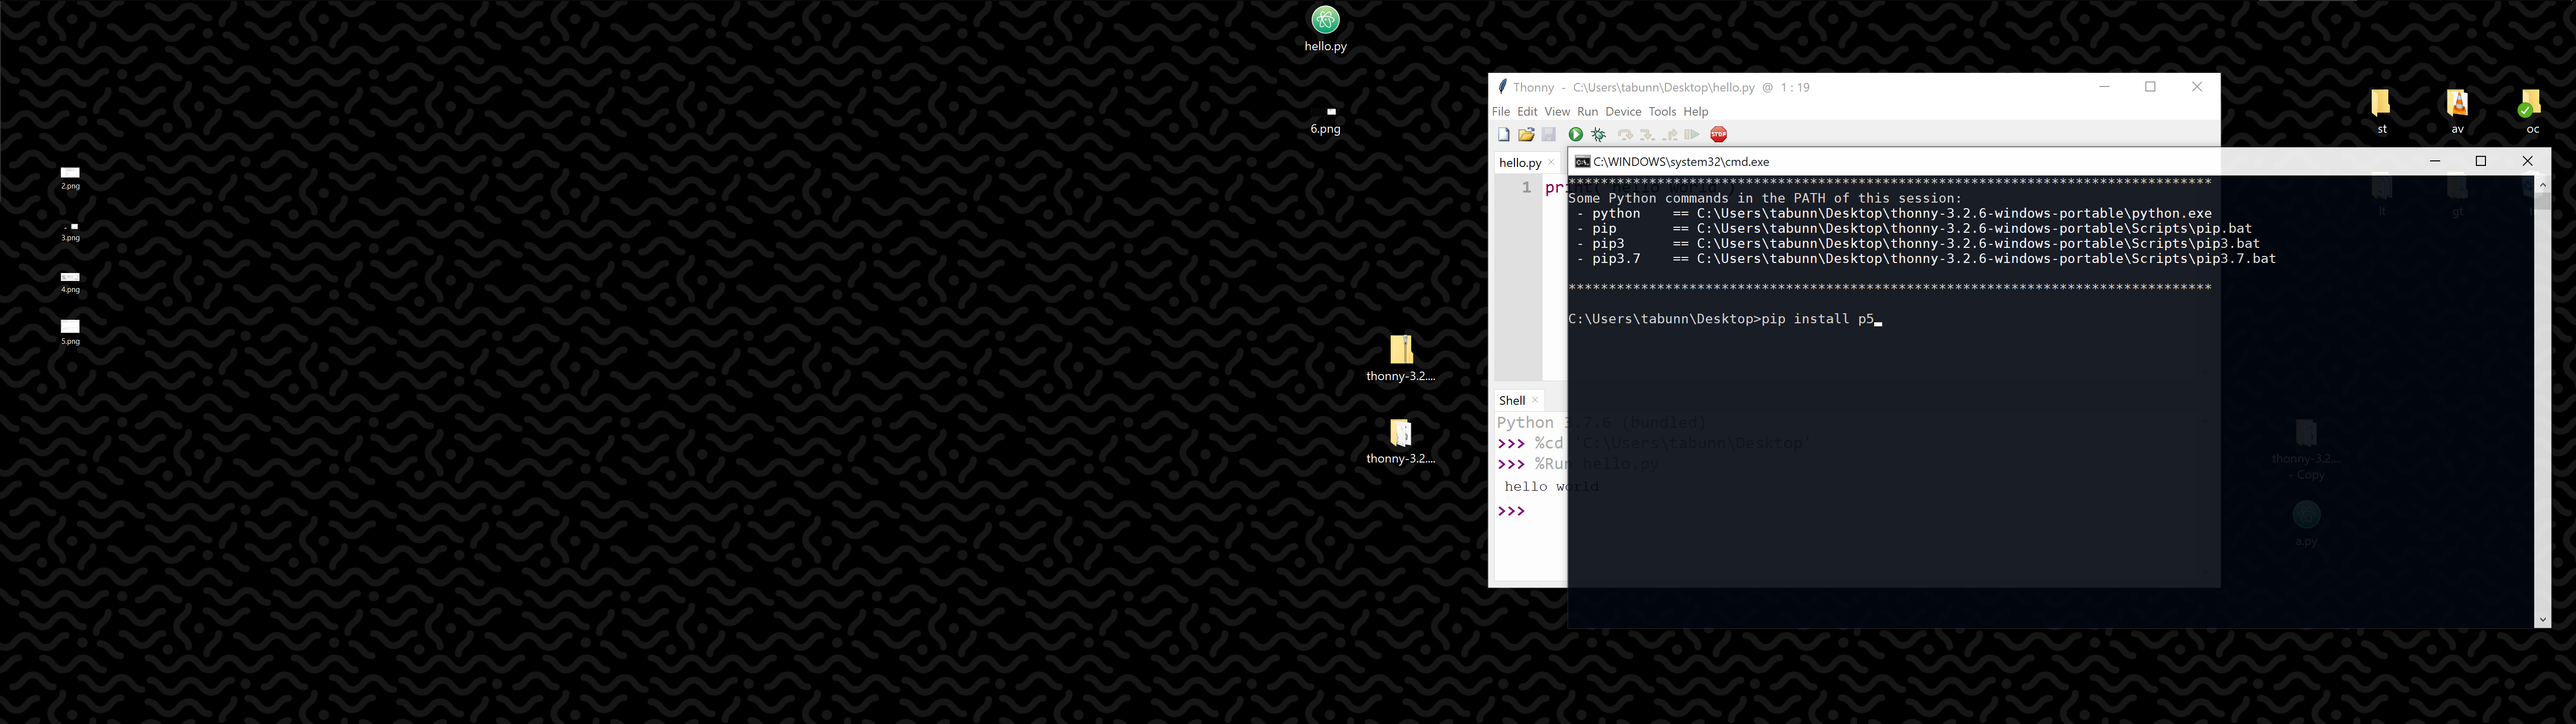 hello.py
6.png
2.png
3.png
4.png
5.png
thonny-3.2....
thonny-3.2....
Thonny - C:\Users\tabunn\Desktop\hello.py @ 1 : 19
File Edit View Run Device Tools Help
STOP
hello.py
1 print('hello world')
st
av
oc
lt
gt
C:\WINDOWS\system32\cmd.exe
********************************************************************************
Some Python commands in the PATH of this session:
- python == C:\Users\tabunn\Desktop\thonny-3.2.6-windows-portable\python.exe
- pip == C:\Users\tabunn\Desktop\thonny-3.2.6-windows-portable\Scripts\pip.bat
- pip3 == C:\Users\tabunn\Desktop\thonny-3.2.6-windows-portable\Scripts\pip3.bat
- pip3.7 == C:\Users\tabunn\Desktop\thonny-3.2.6-windows-portable\Scripts\pip3.7.bat
********************************************************************************
C:\Users\tabunn\Desktop>pip install p5_
Shell
Python 3.7.6 (bundled)
>>> %cd 'C:\Users\tabunn\Desktop'
>>> %Run hello.py
hello world
>>>
thonny-3.2....
- Copy
a.py